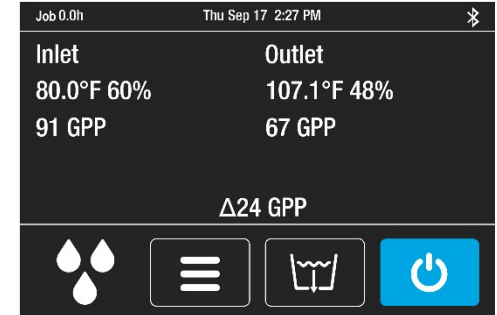 Job 0.0h Thu Sep 17 2:27 PM
Inlet Outlet
80.0°F 60% 107.1°F 48%
91 GPP 67 GPP
Δ24 GPP